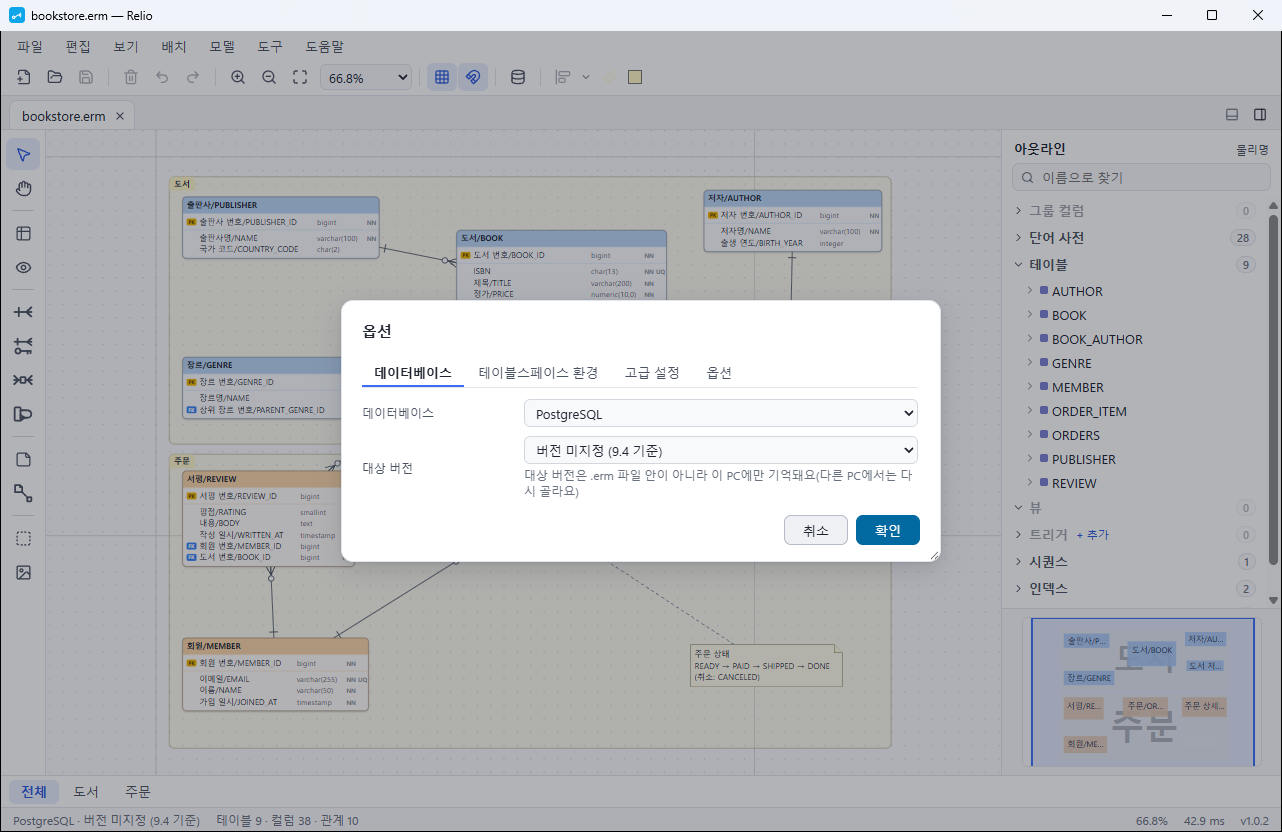 bookstore.erm — Relio
파일 편집 보기 배치 모델 도구 도움말
66.8%
bookstore.erm
도서
출판사/PUBLISHER
PK 출판사 번호/PUBLISHER_ID bigint NN
출판사명/NAME varchar(100) NN
국가 코드/COUNTRY_CODE char(2)
저자/AUTHOR
PK 저자 번호/AUTHOR_ID bigint NN
저자명/NAME varchar(100) NN
출생 연도/BIRTH_YEAR integer
도서/BOOK
PK 도서 번호/BOOK_ID bigint NN
ISBN char(13) NN UQ
제목/TITLE varchar(200) NN
정가/PRICE numeric(10,0) NN
장르/GENRE
PK 장르 번호/GENRE_ID
장르명/NAME
FK 상위 장르 번호/PARENT_GENRE_ID
옵션
데이터베이스 테이블스페이스 환경 고급 설정 옵션
데이터베이스 PostgreSQL
대상 버전 버전 미지정 (9.4 기준)
대상 버전은 .erm 파일 안이 아니라 이 PC에만 기억돼요(다른 PC에서는 다
시 골라요)
취소 확인
주문
서평/REVIEW
PK 서평 번호/REVIEW_ID bigint
평점/RATING smallint
내용/BODY text
작성 일시/WRITTEN_AT timestamp
FK 회원 번호/MEMBER_ID bigint
FK 도서 번호/BOOK_ID bigint
회원/MEMBER
PK 회원 번호/MEMBER_ID bigint NN
이메일/EMAIL varchar(255) NN UQ
이름/NAME varchar(50) NN
가입 일시/JOINED_AT timestamp NN
주문 상태
READY → PAID → SHIPPED → DONE
(취소: CANCELED)
아웃라인 물리명
이름으로 찾기
그룹 컬럼 0
단어 사전 28
테이블 9
AUTHOR
BOOK
BOOK_AUTHOR
GENRE
MEMBER
ORDER_ITEM
ORDERS
PUBLISHER
REVIEW
뷰 0
트리거 + 추가 0
시퀀스 1
인덱스 2
출판사/P... 도서/BOOK 저자/AU...
도서 저...
장르/GENRE
서평/RE... 주문/OR... 주문 상세...
주문
회원/ME...
전체 도서 주문
PostgreSQL · 버전 미지정 (9.4 기준) 테이블 9 · 컬럼 38 · 관계 10
66.8% 42.9 ms v1.0.2